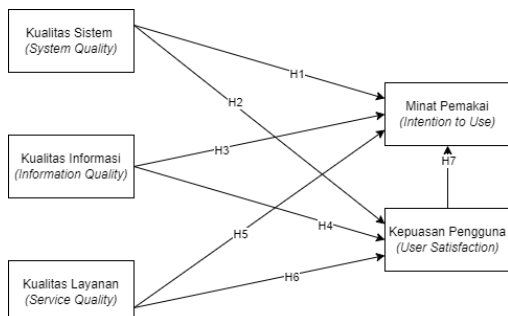 Kualitas Sistem
(System Quality)
H1
H2
Minat Pemakai
(Intention to Use)
Kualitas Informasi
(Information Quality)
H3
H7
H4
Kepuasan Pengguna
(User Satisfaction)
H5
H6
Kualitas Layanan
(Service Quality)